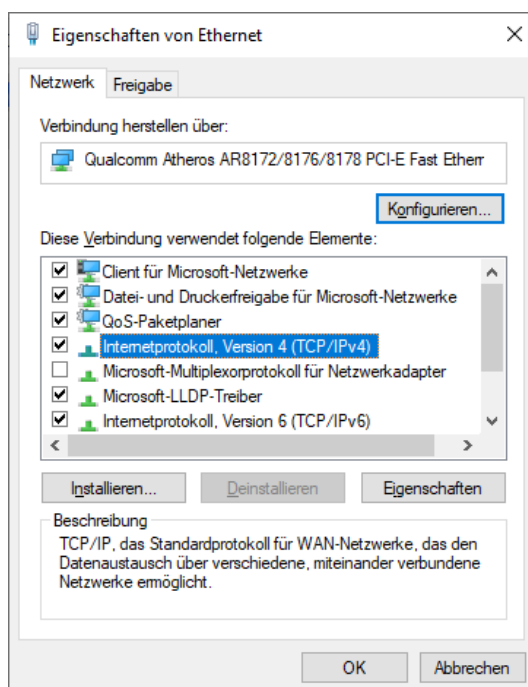 Eigenschaften von Ethernet
Netzwerk
Freigabe
Verbindung herstellen über:
Qualcomm Atheros AR8172/8176/8178 PCI-E Fast Etherr
Konfigurieren...
Diese Verbindung verwendet folgende Elemente:
Client für Microsoft-Netzwerke
Datei- und Druckerfreigabe für Microsoft-Netzwerke
QoS-Paketplaner
Internetprotokoll, Version 4 (TCP/IPv4)
Microsoft-Multiplexorprotokoll für Netzwerkadapter
Microsoft-LLDP-Treiber
Internetprotokoll, Version 6 (TCP/IPv6)
Installieren...
Deinstallieren
Eigenschaften
Beschreibung
TCP/IP, das Standardprotokoll für WAN-Netzwerke, das den
Datenaustausch über verschiedene, miteinander verbundene
Netzwerke ermöglicht.
OK
Abbrechen